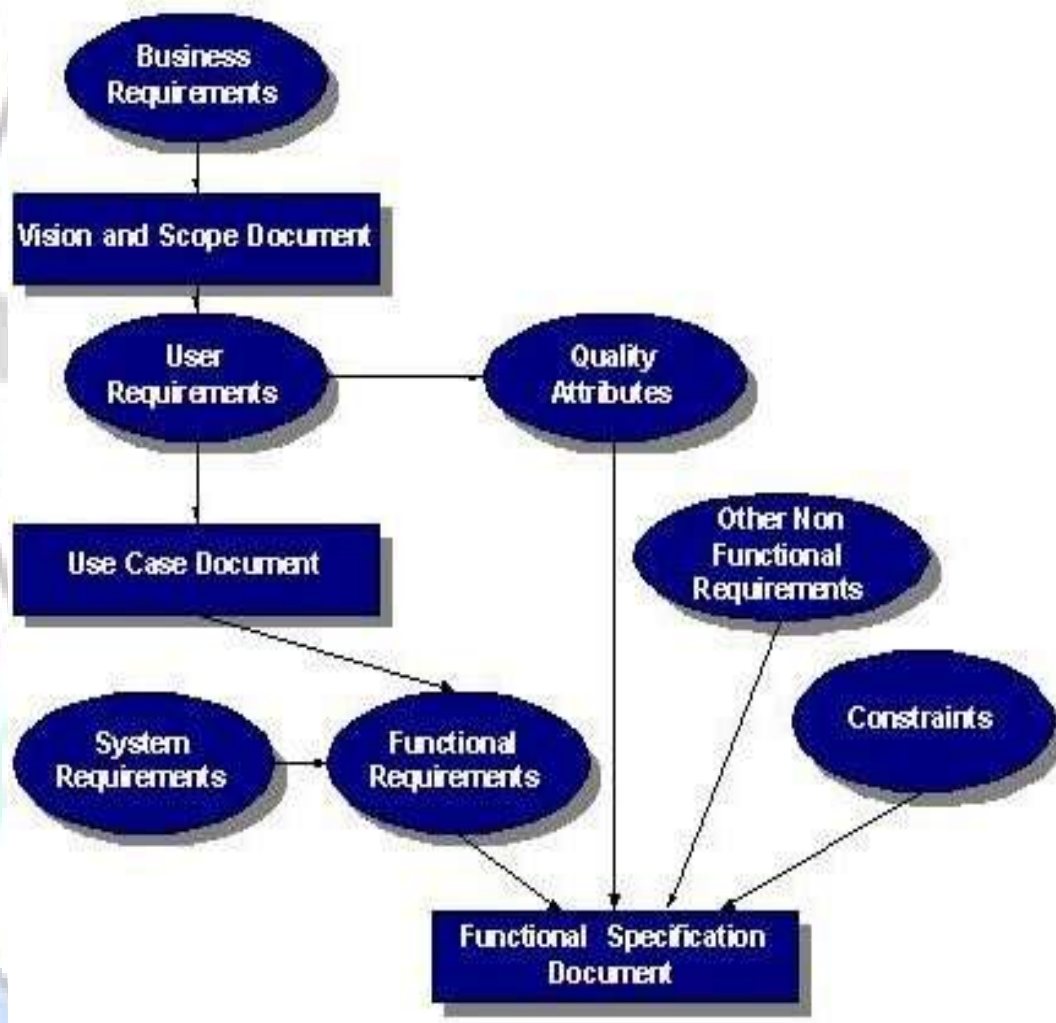 Business
Requirements
Vision and Scope Document
User
Requirements
Quality
Attributes
Use Case Document
Other Non
Functional
Requirements
System
Requirements
Functional
Requirements
Constraints
Functional Specification
Document